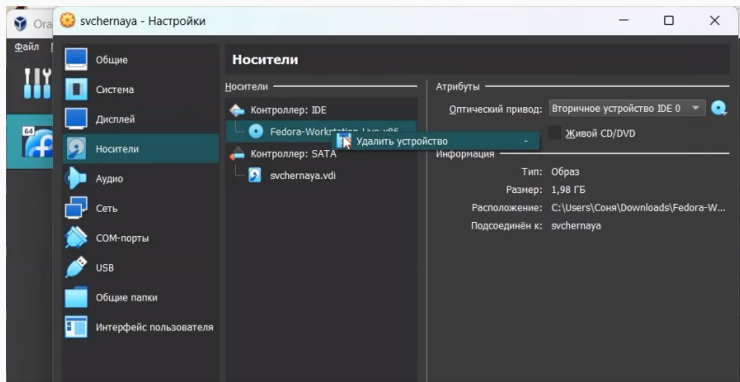 Ora
svchernaya - Настройки
Файл
64
Общие
Система
Дисплей
Носители
Аудио
Сеть
COM-порты
USB
Общие папки
Интерфейс пользователя
Носители
Носители
Контроллер: IDE
Fedora-Workstation-Live-x86
Удалить устройство -
Контроллер: SATA
svchernaya.vdi
Атрибуты
Оптический привод: Вторичное устройство IDE 0
Живой CD/DVD
Информация
Тип: Образ
Размер: 1,98 ГБ
Расположение: C:\Users\Соня\Downloads\Fedora-W...
Подсоединён к: svchernaya